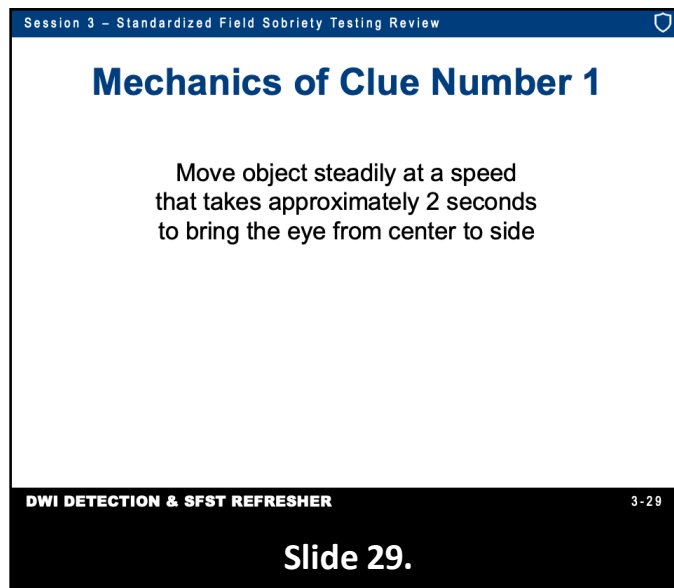 Session 3 – Standardized Field Sobriety Testing Review
Mechanics of Clue Number 1
Move object steadily at a speed
that takes approximately 2 seconds
to bring the eye from center to side
DWI DETECTION & SFST REFRESHER 3-29
Slide 29.